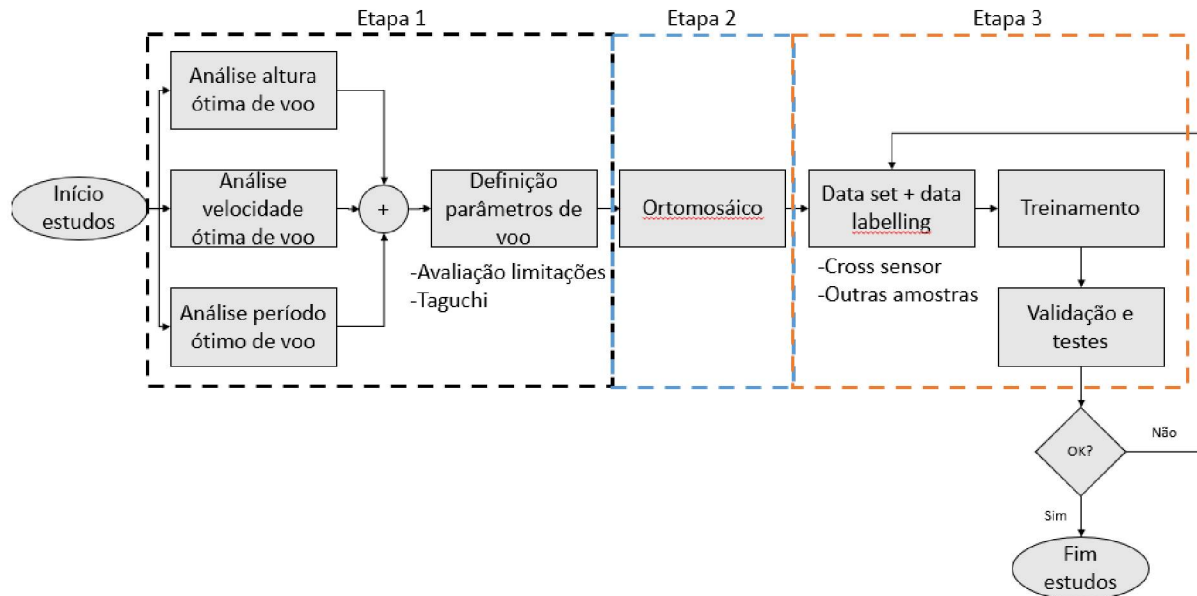 Etapa 1
Etapa 2
Etapa 3
Início
estudos
Análise altura
ótima de voo
Análise
velocidade
ótima de voo
Análise período
ótimo de voo
+
Definição
parâmetros de
voo
-Avaliação limitações
-Taguchi
Ortomosáico
Data set + data
labelling
-Cross sensor
-Outras amostras
Treinamento
Validação e
testes
OK?
Não
Sim
Fim
estudos